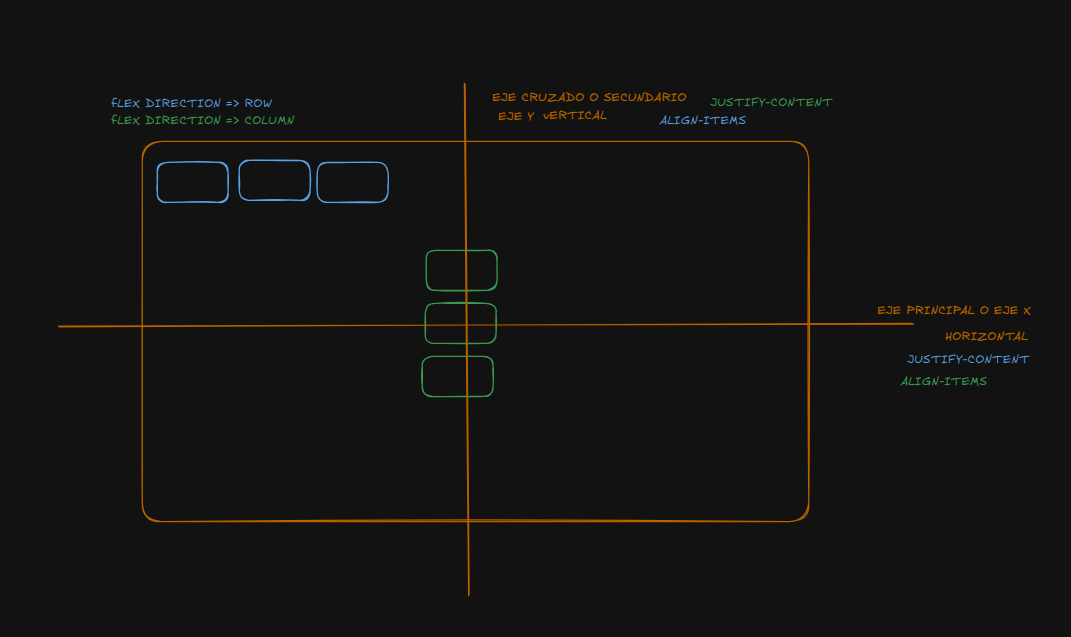 fLEX DIRECTION => ROW
fLEX DIRECTION => COLUMN
EJE CRUZADO O SECUNDARIO
EJE Y vERTICAL
JUSTIFY-CONTENT
ALIGN-ITEMS
EJE PRINCIPAL O EJE X
HORIZONTAL
JUSTIFY-CONTENT
ALIGN-ITEMS